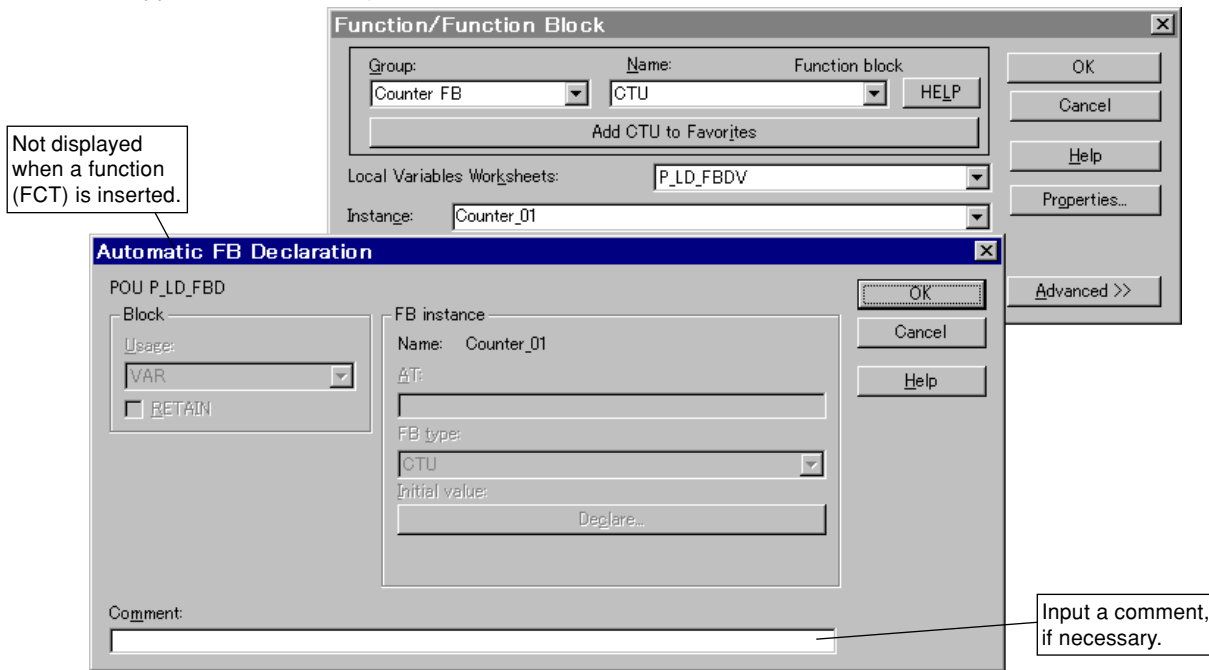 Function/Function Block
Group: Name: Function block
Counter FB CTU HELP
Add CTU to Favorites
Local Variables Worksheets: P_LD_FBDV
Instance: Counter_01
OK
Cancel
Help
Properties...
Advanced >>
Not displayed
when a function
(FCT) is inserted.
Automatic FB Declaration
POU P_LD_FBD
Block
Usage:
VAR
RETAIN
FB instance
Name: Counter_01
AT:
FB type:
CTU
Initial value:
Declare...
OK
Cancel
Help
Comment:
Input a comment,
if necessary.